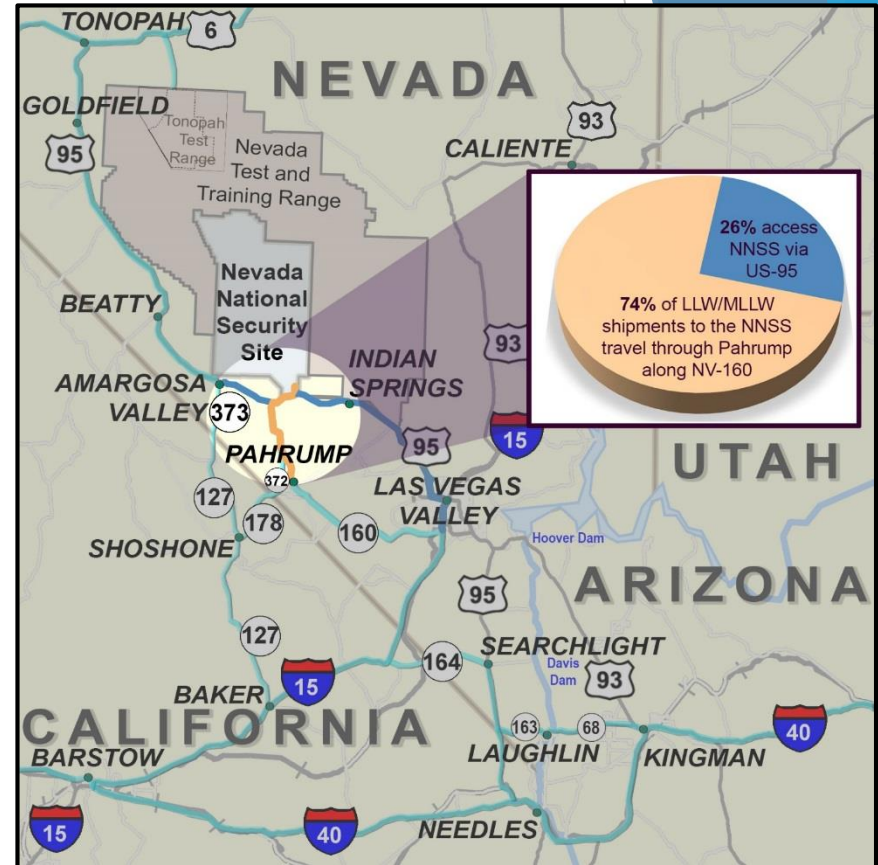 TONOPAH
6
NEVADA
GOLDFIELD
Tonopah
Test
Range
Nevada
Test and
Training Range
93
95
CALIENTE
26% access
NNSS via
US-95
74% of LLW/MLLW
shipments to the NNSS
travel through Pahrump
along NV-160
Nevada
National
Security
Site
BEATTY
93
INDIAN
SPRINGS
AMARGOSA
VALLEY
373
15
95
PAHRUMP
372
UTAH
LAS VEGAS
VALLEY
127
178
160
SHOSHONE
Hoover Dam
ARIZONA
95
127
SEARCHLIGHT
164
Davis
Dam
93
15
BAKER
CALIFORNIA
163
68
40
LAUGHLIN
KINGMAN
BARSTOW
15
40
NEEDLES